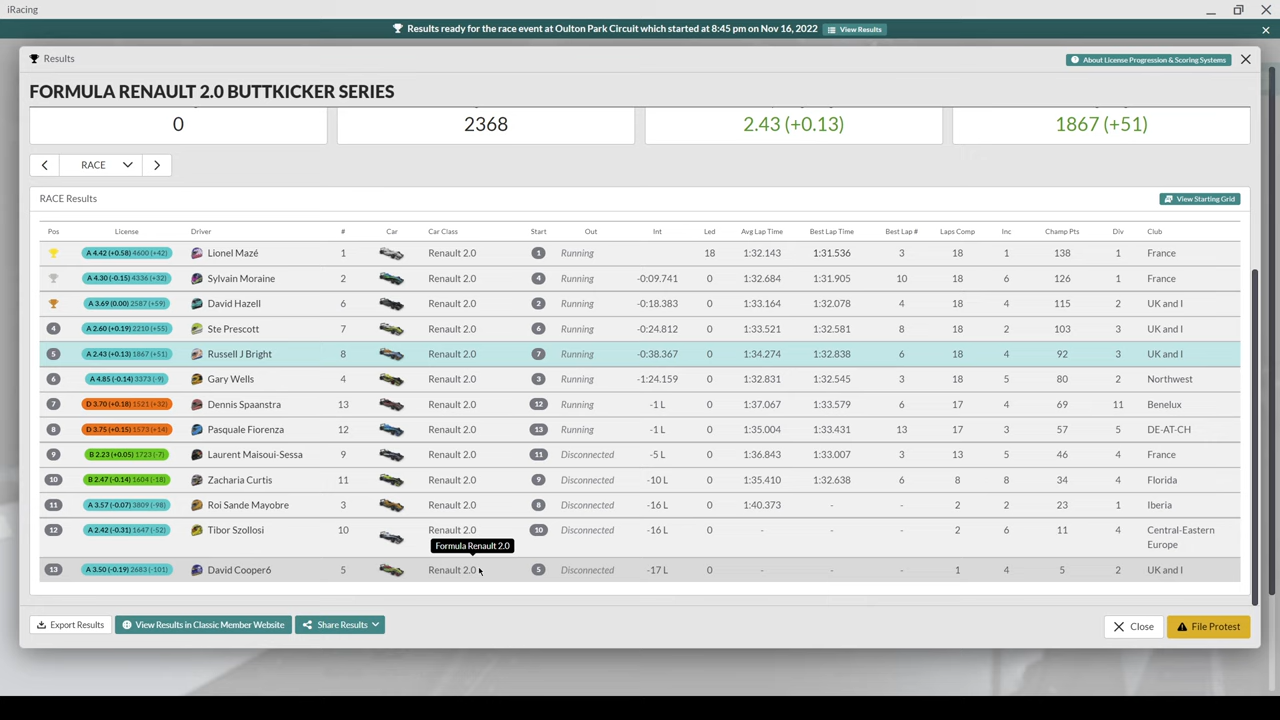 iRacing
Results ready for the race event at Oulton Park Circuit which started at 8:45 pm on Nov 16, 2022 View Results
Results About License Progression & Scoring Systems
FORMULA RENAULT 2.0 BUTTKICKER SERIES
0 2368 2.43 (+0.13) 1867 (+51)
RACE
RACE Results View Starting Grid
Pos License Driver # Car Car Class Start Out Int Led Avg Lap Time Best Lap Time Best Lap # Laps Comp Inc Champ Pts Div Club
A 4.42 (+0.58) 4600 (+42) Lionel Mazé 1 Renault 2.0 1 Running 18 1:32.143 1:31.536 3 18 1 138 1 France
A 4.30 (-0.15) 4336 (+32) Sylvain Moraine 2 Renault 2.0 4 Running -0:09.741 0 1:32.684 1:31.905 10 18 6 126 1 France
A 3.69 (0.00) 2587 (+59) David Hazell 6 Renault 2.0 2 Running -0:18.383 0 1:33.164 1:32.078 4 18 4 115 2 UK and I
4 A 2.60 (+0.19) 2210 (+55) Ste Prescott 7 Renault 2.0 6 Running -0:24.812 0 1:33.521 1:32.581 8 18 2 103 3 UK and I
5 A 2.43 (+0.13) 1867 (+51) Russell J Bright 8 Renault 2.0 7 Running -0:38.367 0 1:34.274 1:32.838 6 18 4 92 3 UK and I
6 A 4.85 (-0.14) 3373 (-9) Gary Wells 4 Renault 2.0 3 Running -1:24.159 0 1:32.831 1:32.545 3 18 5 80 2 Northwest
7 D 3.70 (+0.18) 1521 (+32) Dennis Spaanstra 13 Renault 2.0 12 Running -1 L 0 1:37.067 1:33.579 6 17 4 69 11 Benelux
8 D 3.75 (+0.15) 1573 (+14) Pasquale Fiorenza 12 Renault 2.0 13 Running -1 L 0 1:35.004 1:33.431 13 17 3 57 5 DE-AT-CH
9 B 2.23 (+0.05) 1723 (-7) Laurent Maisoui-Sessa 9 Renault 2.0 11 Disconnected -5 L 0 1:36.843 1:33.007 3 13 5 46 4 France
10 B 2.47 (-0.14) 1604 (-18) Zacharia Curtis 11 Renault 2.0 9 Disconnected -10 L 0 1:35.410 1:32.638 6 8 8 34 4 Florida
11 A 3.57 (-0.07) 3809 (-98) Roi Sande Mayobre 3 Renault 2.0 8 Disconnected -16 L 0 1:40.373 - - 2 2 23 1 Iberia
12 A 2.42 (-0.31) 1647 (-52) Tibor Szollosi 10 Renault 2.0 10 Disconnected -16 L 0 - - - 2 6 11 4 Central-Eastern
Europe
Formula Renault 2.0
13 A 3.50 (-0.19) 2683 (-101) David Cooper6 5 Renault 2.0 5 Disconnected -17 L 0 - - - 1 4 5 2 UK and I
Export Results View Results in Classic Member Website Share Results Close File Protest